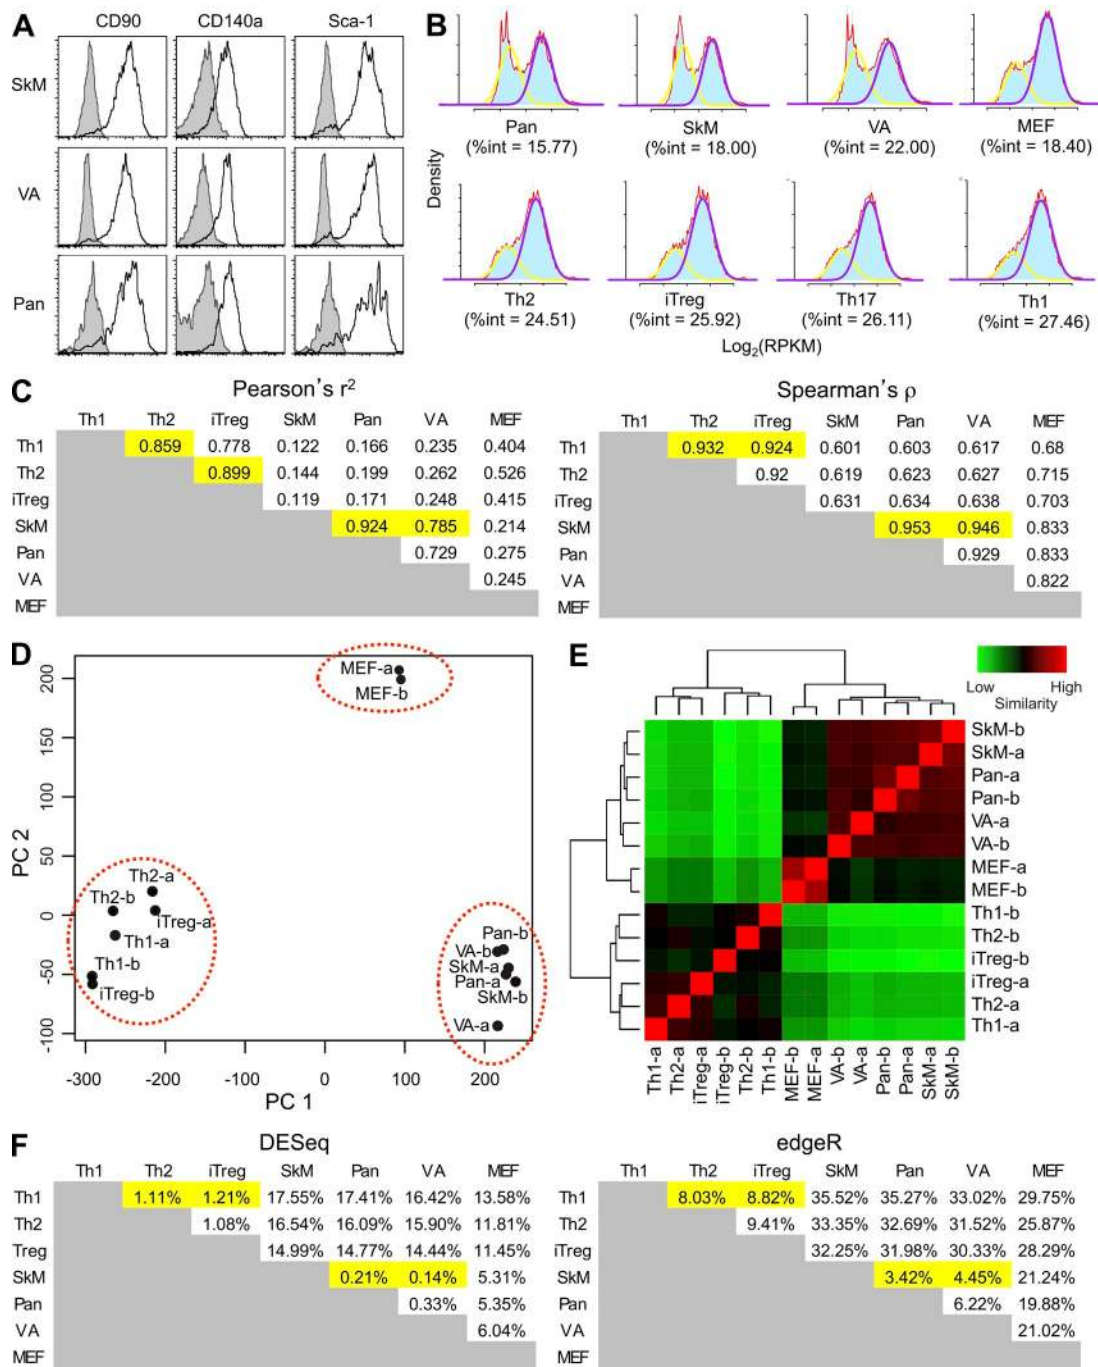 A
CD90 CD140a Sca-1
SkM
VA
Pan
B
Density
Pan SkM VA MEF
(%int = 15.77) (%int = 18.00) (%int = 22.00) (%int = 18.40)
Th2 iTreg Th17 Th1
(%int = 24.51) (%int = 25.92) (%int = 26.11) (%int = 27.46)
Log2(RPKM)
C
Pearson's r²
Th1 Th2 iTreg SkM Pan VA MEF
Th1 0.859 0.778 0.122 0.166 0.235 0.404
Th2 0.899 0.144 0.199 0.262 0.526
iTreg 0.119 0.171 0.248 0.415
SkM 0.924 0.785 0.214
Pan 0.729 0.275
VA 0.245
MEF
Spearman's ρ
Th1 Th2 iTreg SkM Pan VA MEF
Th1 0.932 0.924 0.601 0.603 0.617 0.68
Th2 0.92 0.619 0.623 0.627 0.715
iTreg 0.631 0.634 0.638 0.703
SkM 0.953 0.946 0.833
Pan 0.929 0.833
VA 0.822
MEF
D
PC 2
200
150
100
50
0
-50
-100
MEF-a
MEF-b
Th2-a
Th2-b
iTreg-a
Th1-a
Th1-b
iTreg-b
Pan-b
VA-b
SkM-a
Pan-a
SkM-b
VA-a
-300 -200 -100 0 100 200
PC 1
E
Low High
Similarity
SkM-b
SkM-a
Pan-a
Pan-b
VA-a
VA-b
MEF-a
MEF-b
Th1-b
Th2-b
iTreg-b
iTreg-a
Th2-a
Th1-a
Th1-a Th2-a iTreg-a iTreg-b Th2-b Th1-b MEF-b MEF-a VA-b VA-a Pan-b Pan-a SkM-a SkM-b
F
DESeq
Th1 Th2 iTreg SkM Pan VA MEF
Th1 1.11% 1.21% 17.55% 17.41% 16.42% 13.58%
Th2 1.08% 16.54% 16.09% 15.90% 11.81%
Treg 14.99% 14.77% 14.44% 11.45%
SkM 0.21% 0.14% 5.31%
Pan 0.33% 5.35%
VA 6.04%
MEF
edgeR
Th1 Th2 iTreg SkM Pan VA MEF
Th1 8.03% 8.82% 35.52% 35.27% 33.02% 29.75%
Th2 9.41% 33.35% 32.69% 31.52% 25.87%
iTreg 32.25% 31.98% 30.33% 28.29%
SkM 3.42% 4.45% 21.24%
Pan 6.22% 19.88%
VA 21.02%
MEF